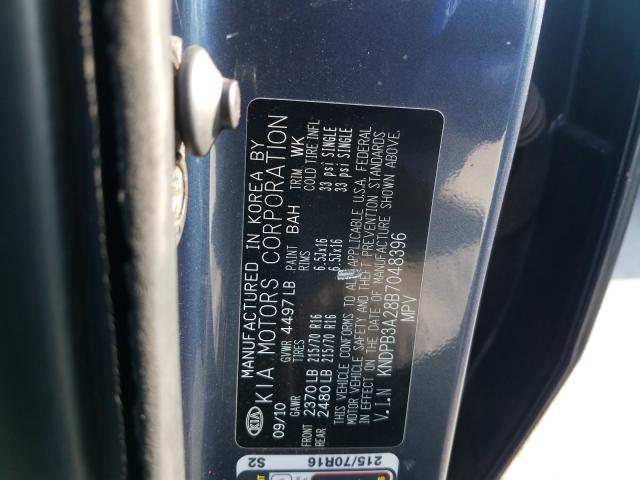 KIA
MANUFACTURED IN KOREA BY
KIA MOTORS CORPORATION
09/10 GVWR 4497 LB PAINT BAH TRIM WK
GAWR TIRES RIMS COLD TIRE INFL
FRONT 2370 LB 215/70 R16 6.5Jx16 33 psi SINGLE
REAR 2480 LB 215/70 R16 6.5Jx16 33 psi SINGLE
THIS VEHICLE CONFORMS TO ALL APPLICABLE U.S.A. FEDERAL
MOTOR VEHICLE SAFETY AND THEFT PREVENTION STANDARDS
IN EFFECT ON THE DATE OF MANUFACTURE SHOWN ABOVE.
V.I.N KNDPB3A28B7048396
MPV
215/70R16
S2